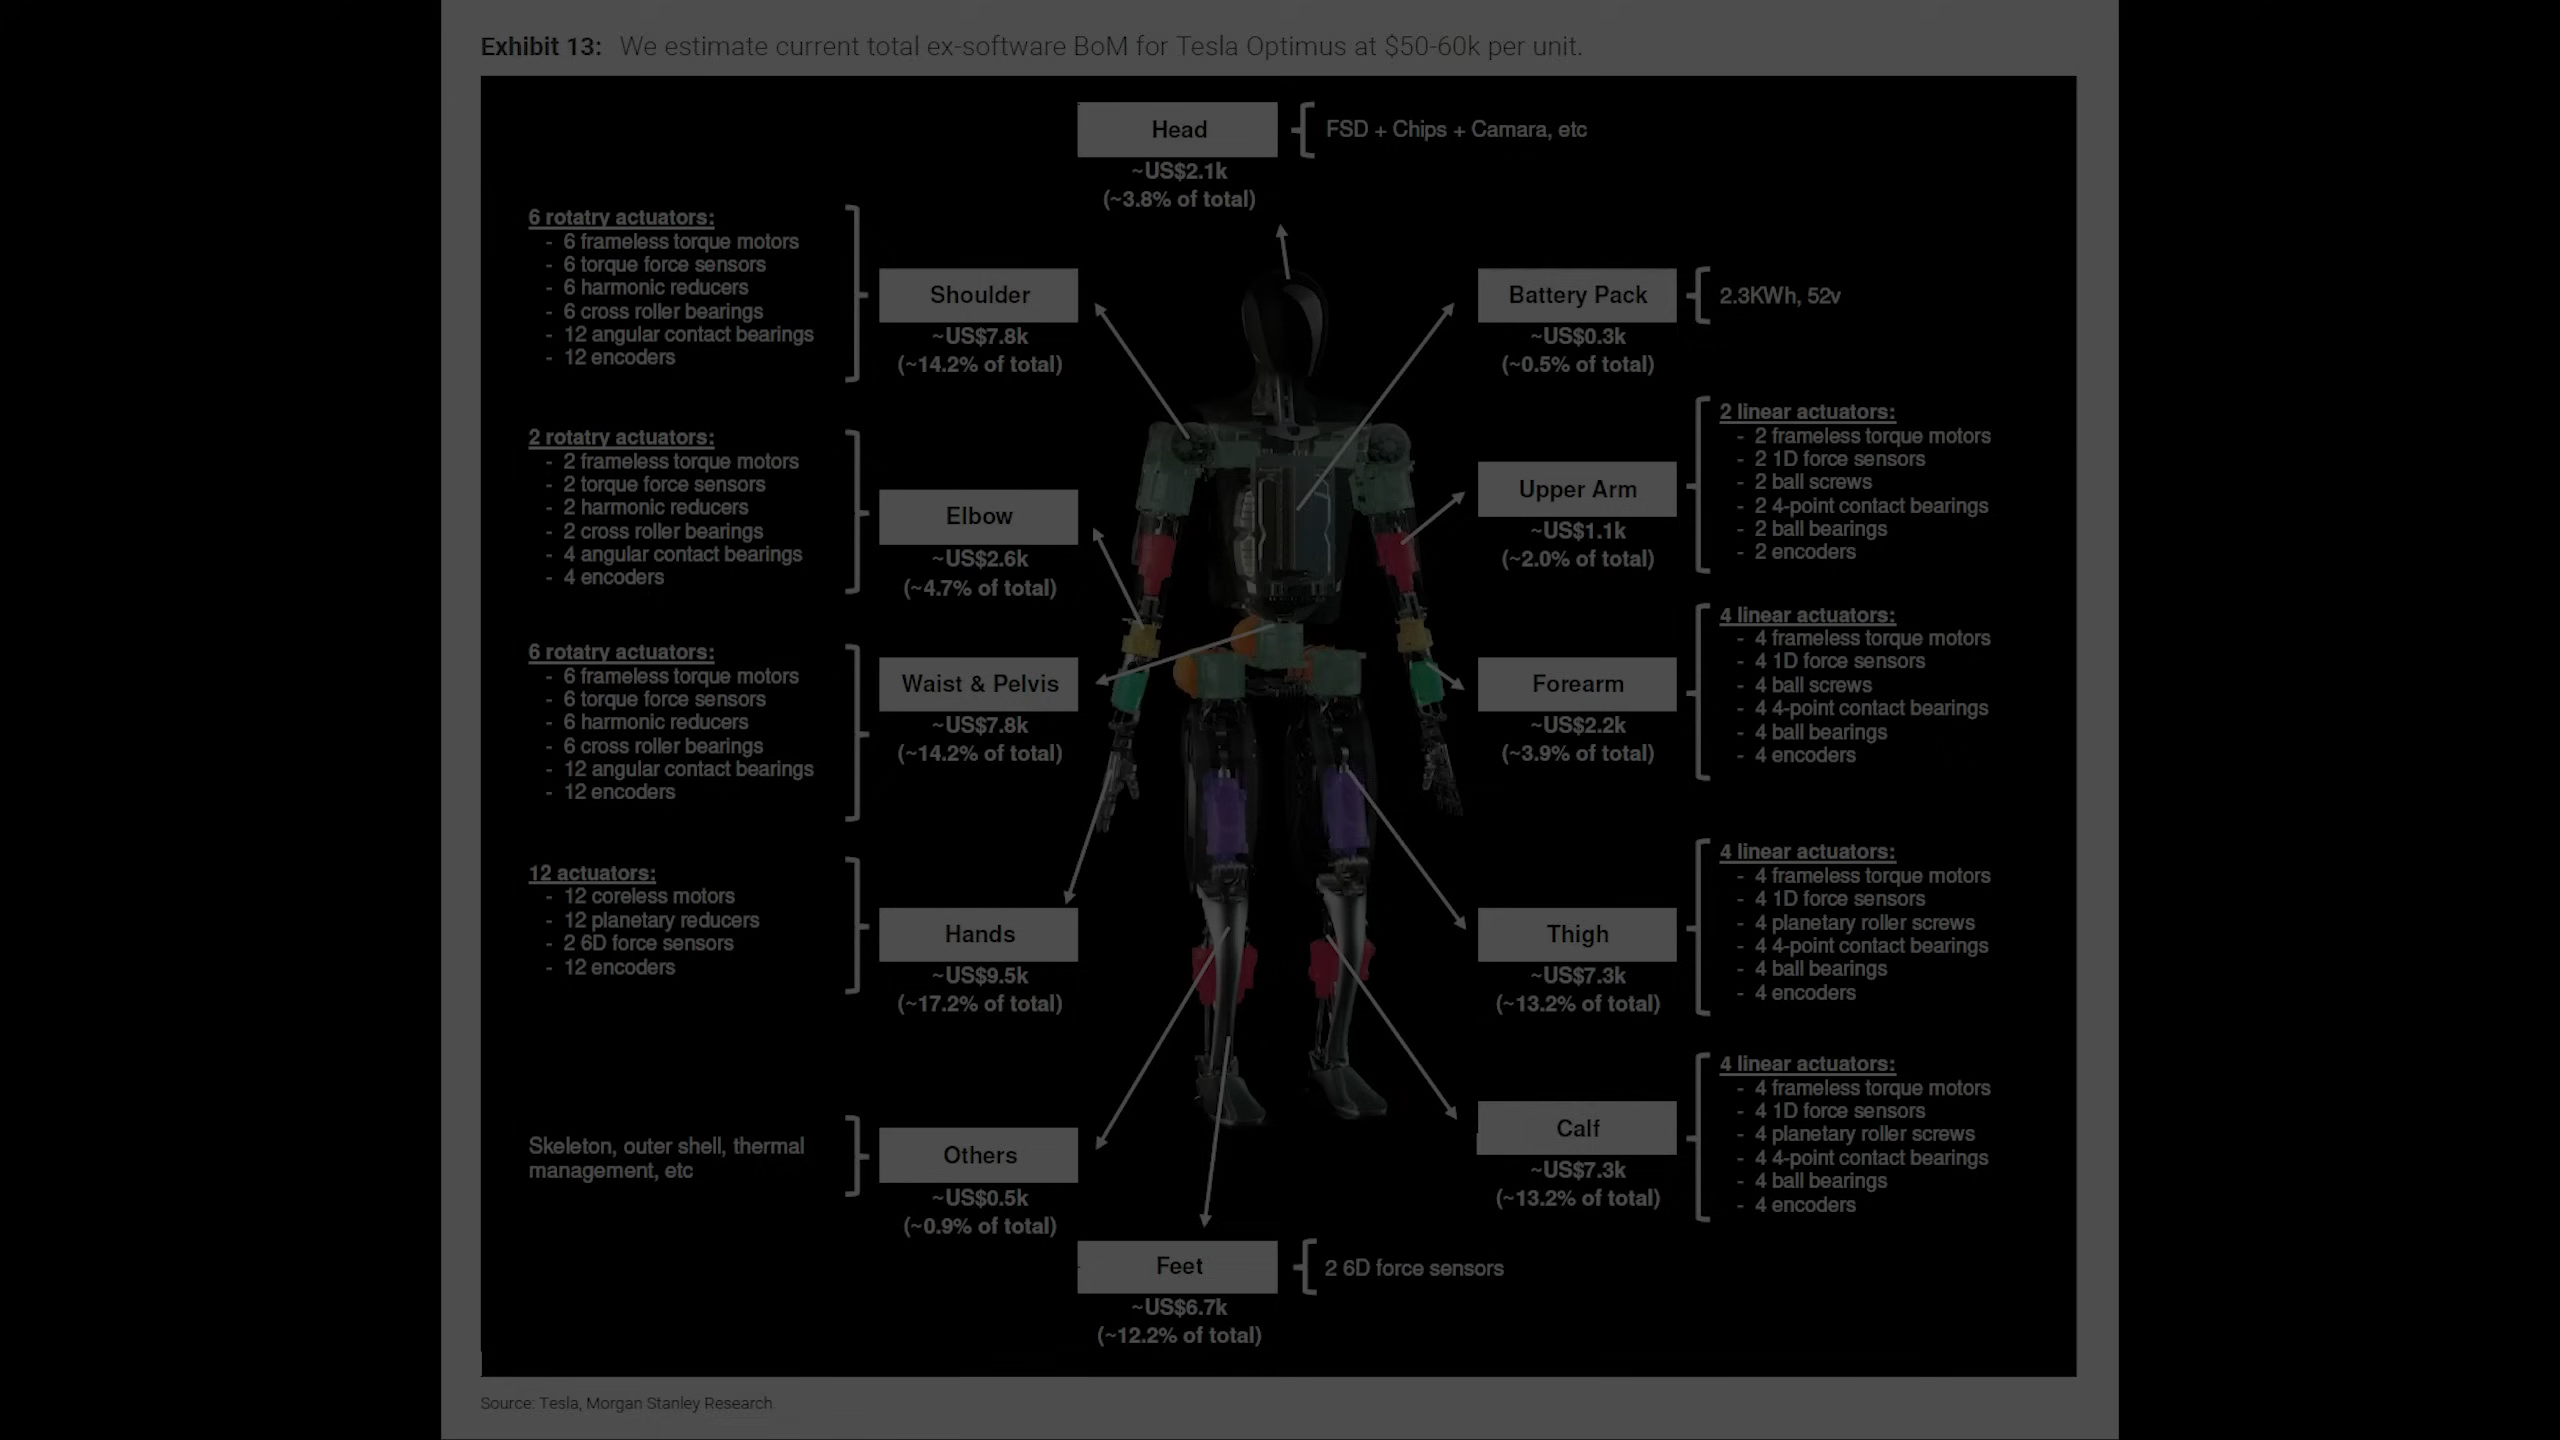 Exhibit 13: We estimate current total ex-software BoM for Tesla Optimus at $50-60k per unit.
Head
FSD + Chips + Camara, etc
~US$2.1k
(~3.8% of total)
6 rotatry actuators:
- 6 frameless torque motors
- 6 torque force sensors
- 6 harmonic reducers
- 6 cross roller bearings
- 12 angular contact bearings
- 12 encoders
Shoulder
~US$7.8k
(~14.2% of total)
Battery Pack
~US$0.3k
(~0.5% of total)
2.3KWh, 52v
2 rotatry actuators:
- 2 frameless torque motors
- 2 torque force sensors
- 2 harmonic reducers
- 2 cross roller bearings
- 4 angular contact bearings
- 4 encoders
Elbow
~US$2.6k
(~4.7% of total)
Upper Arm
~US$1.1k
(~2.0% of total)
2 linear actuators:
- 2 frameless torque motors
- 2 1D force sensors
- 2 ball screws
- 2 4-point contact bearings
- 2 ball bearings
- 2 encoders
6 rotatry actuators:
- 6 frameless torque motors
- 6 torque force sensors
- 6 harmonic reducers
- 6 cross roller bearings
- 12 angular contact bearings
- 12 encoders
Waist & Pelvis
~US$7.8k
(~14.2% of total)
Forearm
~US$2.2k
(~3.9% of total)
4 linear actuators:
- 4 frameless torque motors
- 4 1D force sensors
- 4 ball screws
- 4 4-point contact bearings
- 4 ball bearings
- 4 encoders
12 actuators:
- 12 coreless motors
- 12 planetary reducers
- 2 6D force sensors
- 12 encoders
Hands
~US$9.5k
(~17.2% of total)
Thigh
~US$7.3k
(~13.2% of total)
4 linear actuators:
- 4 frameless torque motors
- 4 1D force sensors
- 4 planetary roller screws
- 4 4-point contact bearings
- 4 ball bearings
- 4 encoders
Skeleton, outer shell, thermal
management, etc
Others
~US$0.5k
(~0.9% of total)
Calf
~US$7.3k
(~13.2% of total)
4 linear actuators:
- 4 frameless torque motors
- 4 1D force sensors
- 4 planetary roller screws
- 4 4-point contact bearings
- 4 ball bearings
- 4 encoders
Feet
2 6D force sensors
~US$6.7k
(~12.2% of total)
Source: Tesla, Morgan Stanley Research